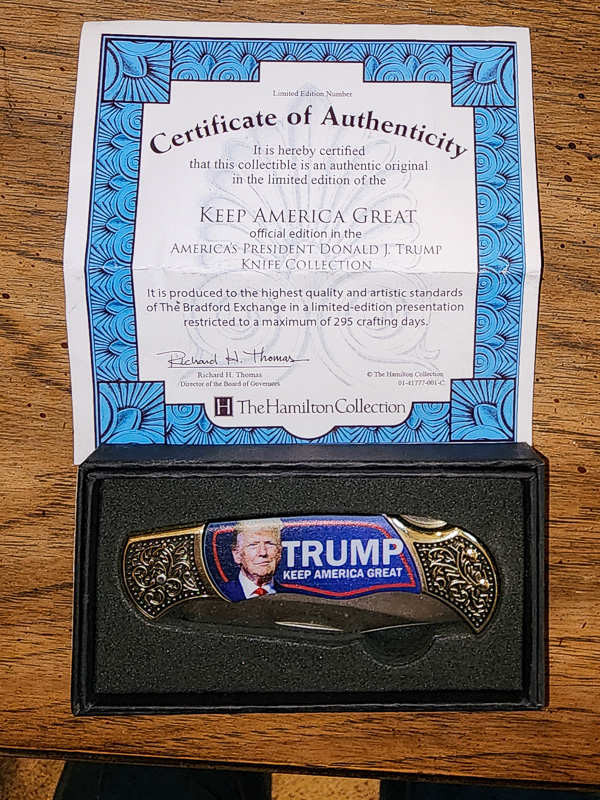 Limited Edition Number
Certificate of Authenticity
It is hereby certified
that this collectible is an authentic original
in the limited edition of the
KEEP AMERICA GREAT
official edition in the
AMERICA'S PRESIDENT DONALD J. TRUMP
KNIFE COLLECTION
It is produced to the highest quality and artistic standards
of The Bradford Exchange in a limited-edition presentation
restricted to a maximum of 295 crafting days.
Richard H. Thomas
Richard H. Thomas
Director of the Board of Governors
© The Hamilton Collection
01-41777-001-C
H The Hamilton Collection
TRUMP
KEEP AMERICA GREAT